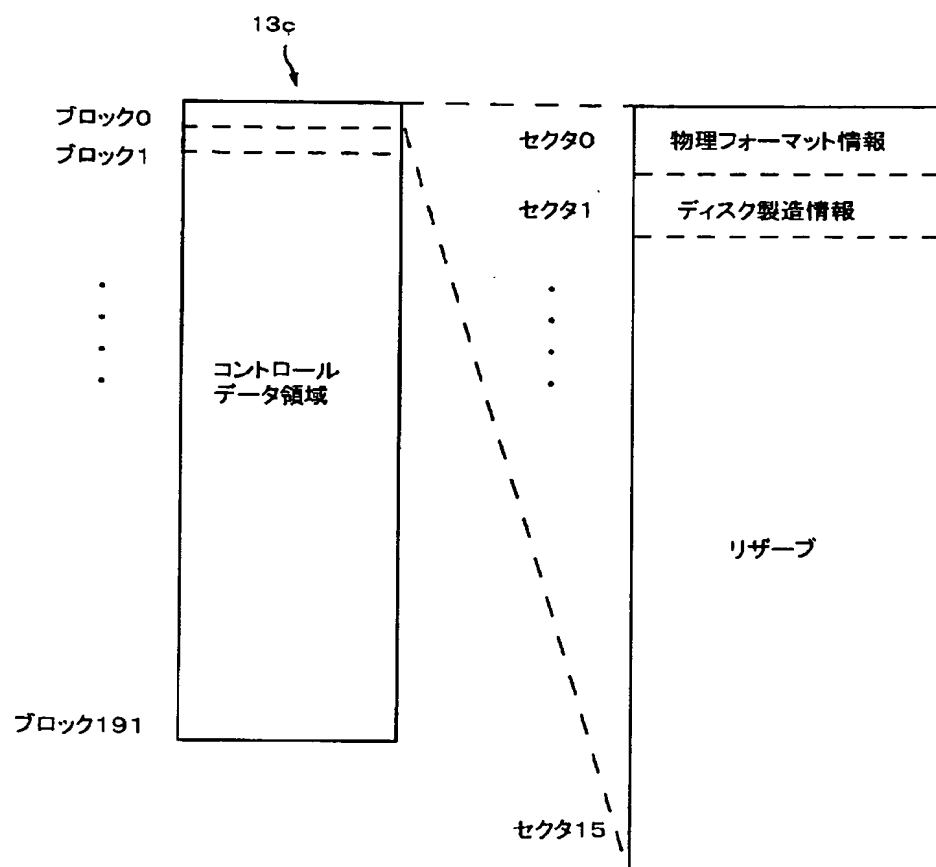 13c
ブロック0
ブロック1
コントロール
データ領域
ブロック191
セクタ0
物理フォーマット情報
セクタ1
ディスク製造情報
リザーブ
セクタ15